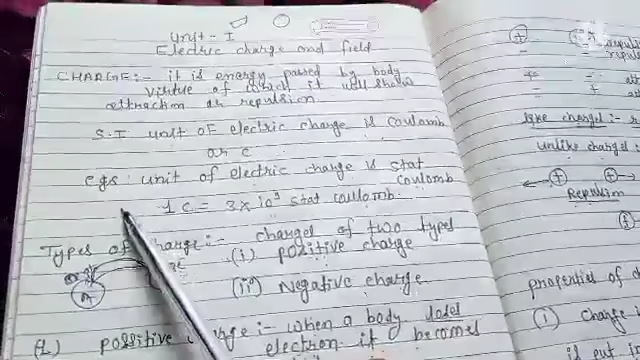 Unit - I
Electric charge and field
CHARGE:- it is energy passed by body
virtue of which it will show
attraction or repulsion
S.I unit of electric charge is coulomb
or c
cgs: unit of electric charge is stat
coulomb
1 C = 3 x 10⁹ stat coulomb.
Types of charge:- charges of two types
(i) positive charge
(ii) Negative charge
A
(1) possitive charge :- when a body loses
electron it becomes
+
like charges :-
unlike charges :-
+ +
Repulsion
properties of
(i) charge